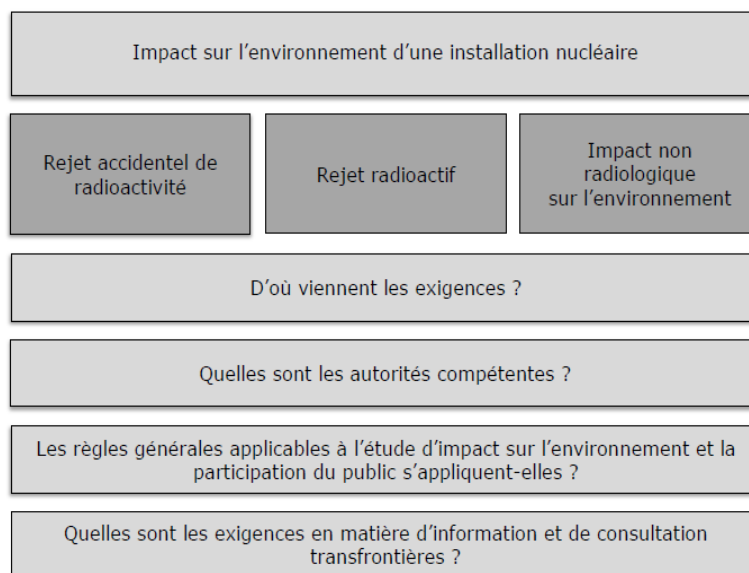 Impact sur l'environnement d'une installation nucléaire
Rejet accidentel de
radioactivité
Rejet radioactif
Impact non
radiologique
sur l'environnement
D'où viennent les exigences ?
Quelles sont les autorités compétentes ?
Les règles générales applicables à l'étude d'impact sur l'environnement et la
participation du public s'appliquent-elles ?
Quelles sont les exigences en matière d'information et de consultation
transfrontières ?